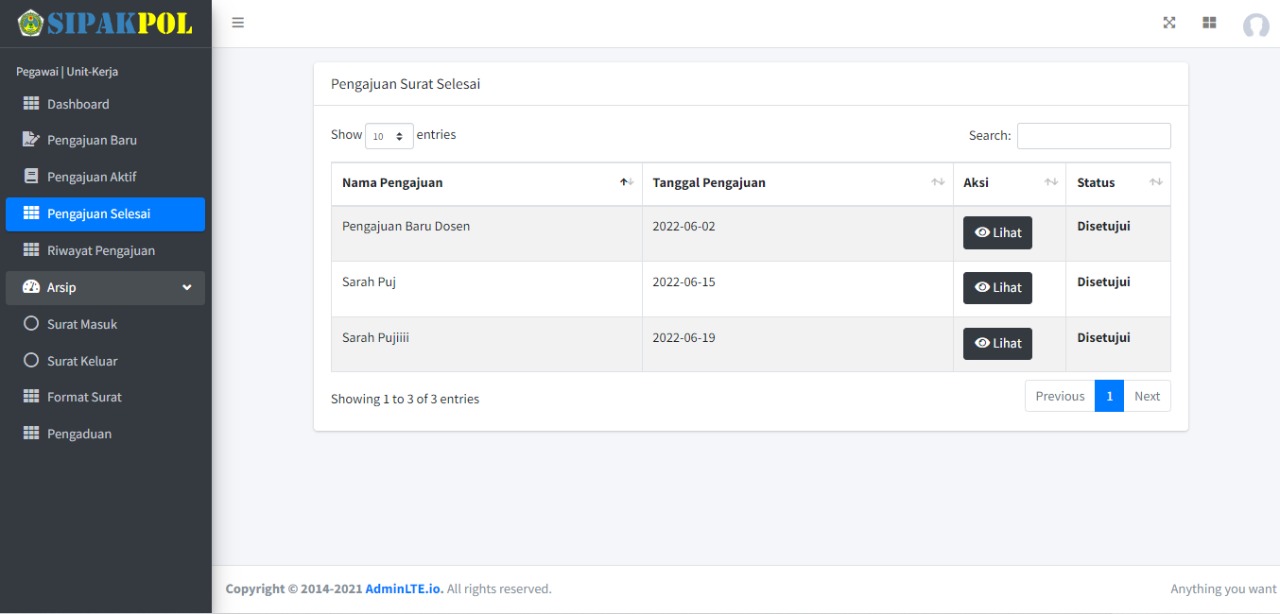 SIPAKPOL
Pegawai | Unit-Kerja
Dashboard
Pengajuan Baru
Pengajuan Aktif
Pengajuan Selesai
Riwayat Pengajuan
Arsip
Surat Masuk
Surat Keluar
Format Surat
Pengaduan
Pengajuan Surat Selesai
Show 10 entries Search:
Nama Pengajuan Tanggal Pengajuan Aksi Status
Pengajuan Baru Dosen 2022-06-02 Lihat Disetujui
Sarah Puj 2022-06-15 Lihat Disetujui
Sarah Pujiiii 2022-06-19 Lihat Disetujui
Showing 1 to 3 of 3 entries Previous 1 Next
Copyright © 2014-2021 AdminLTE.io. All rights reserved. Anything you want